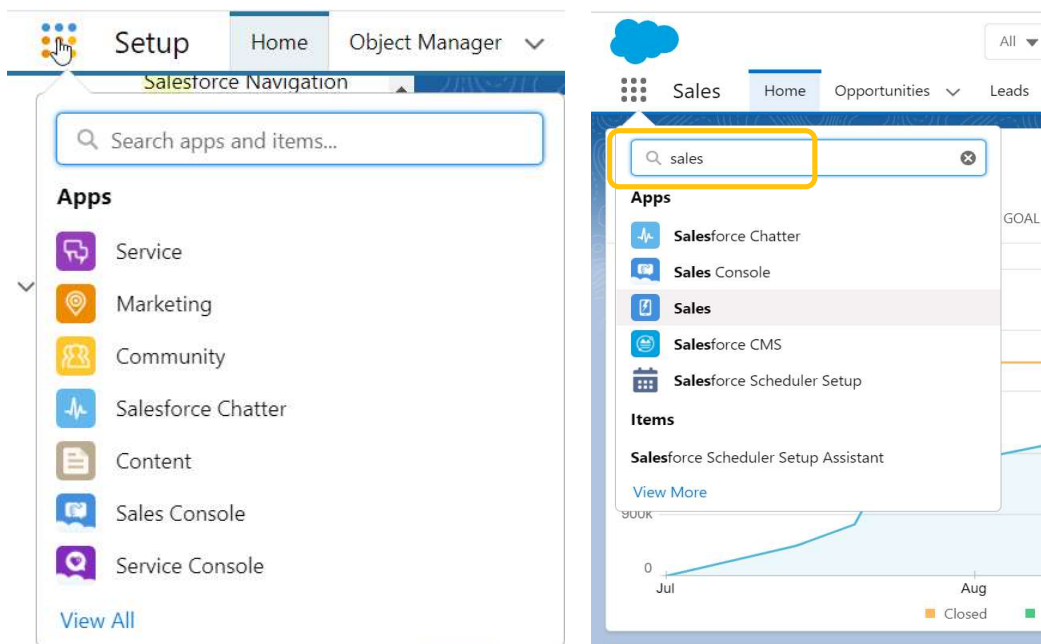 Setup Home Object Manager
Salesforce Navigation
Search apps and items...
Apps
Service
Marketing
Community
Salesforce Chatter
Content
Sales Console
Service Console
View All
All
Sales Home Opportunities Leads
sales
Apps
GOAL
Salesforce Chatter
Sales Console
Sales
Salesforce CMS
Salesforce Scheduler Setup
Items
Salesforce Scheduler Setup Assistant
View More
900K
0
Jul Aug
Closed